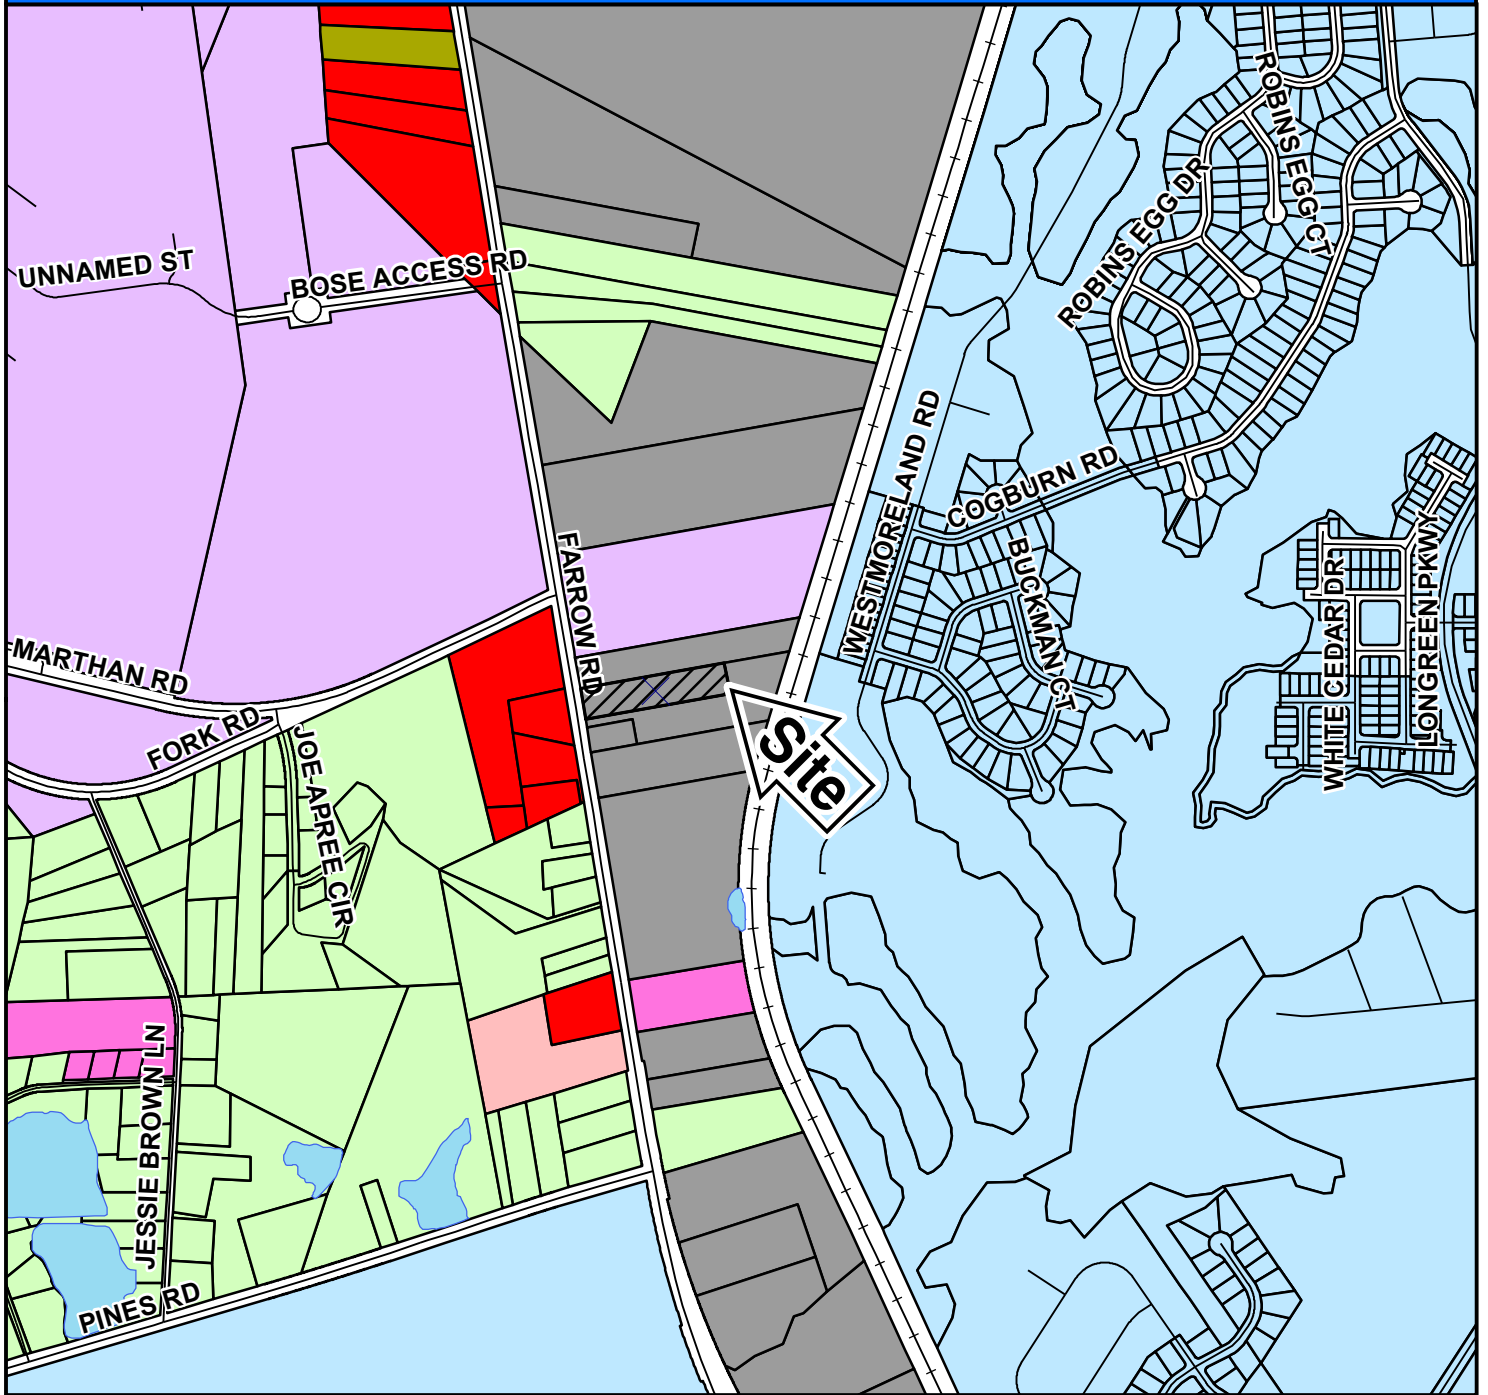 ROBINS EGG CT
ROBINS EGG DR
UNNAMED ST
BOSE ACCESS RD
WESTMORELAND RD
COGBURN RD
FARROW RD
BUCKMAN CT
WHITE CEDAR DR
LONGREEN PKWY
MARTHAN RD
FORK RD
JOE APREE CIR
Site
JESSIE BROWN LN
PINES RD